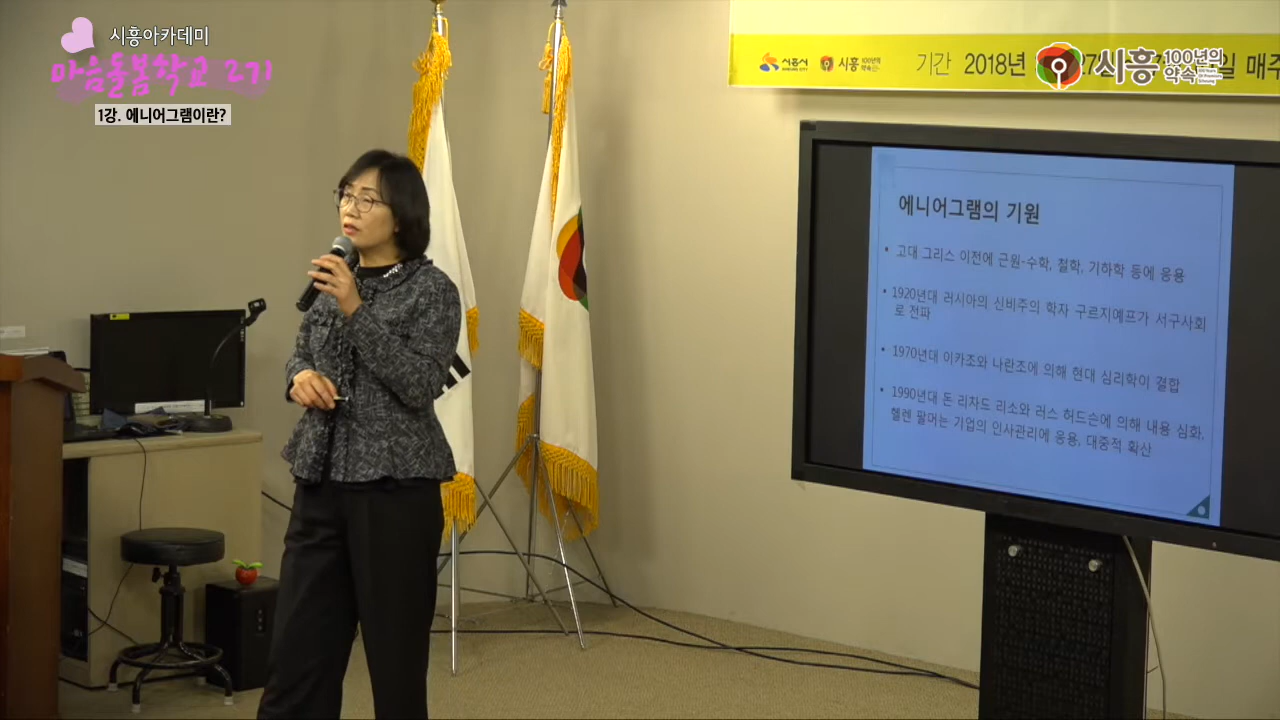 시흥아카데미
마음돌봄학교 2기
1강. 에니어그램이란?
시흥시
시흥 100년의 약속
기간 2018년
일 매주
시흥 100년의 약속
에니어그램의 기원
• 고대 그리스 이전에 근원-수학, 철학, 기하학 등에 응용
• 1920년대 러시아의 신비주의 학자 구르지예프가 서구사회
로 전파
• 1970년대 이카조와 나란조에 의해 현대 심리학이 결합
• 1990년대 돈 리차드 리소와 러스 허드슨에 의해 내용 심화,
헬렌 팔머는 기업의 인사관리에 응용, 대중적 확산